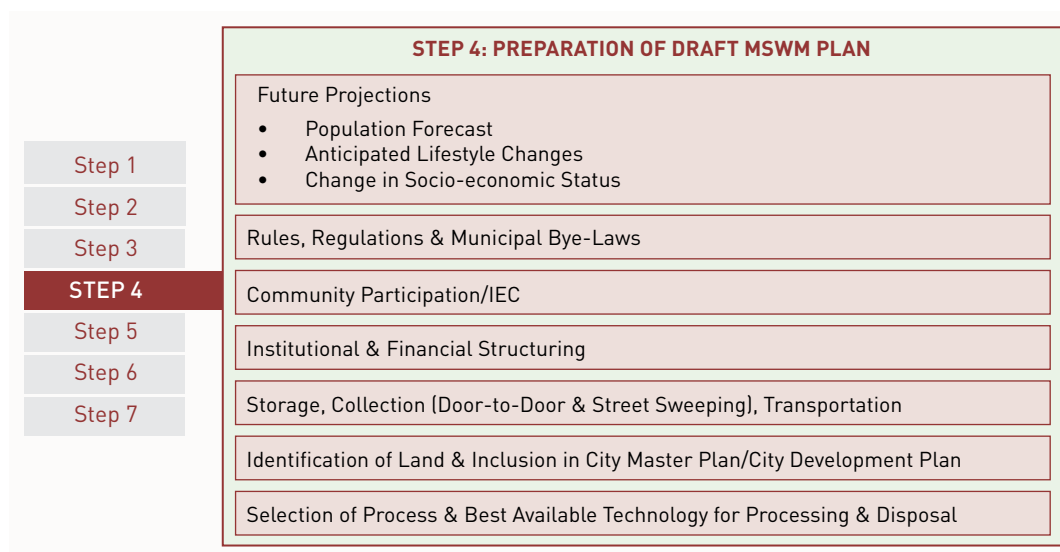 Step 1
Step 2
Step 3
STEP 4
Step 5
Step 6
Step 7
STEP 4: PREPARATION OF DRAFT MSWM PLAN
Future Projections
• Population Forecast
• Anticipated Lifestyle Changes
• Change in Socio-economic Status
Rules, Regulations & Municipal Bye-Laws
Community Participation/IEC
Institutional & Financial Structuring
Storage, Collection (Door-to-Door & Street Sweeping), Transportation
Identification of Land & Inclusion in City Master Plan/City Development Plan
Selection of Process & Best Available Technology for Processing & Disposal